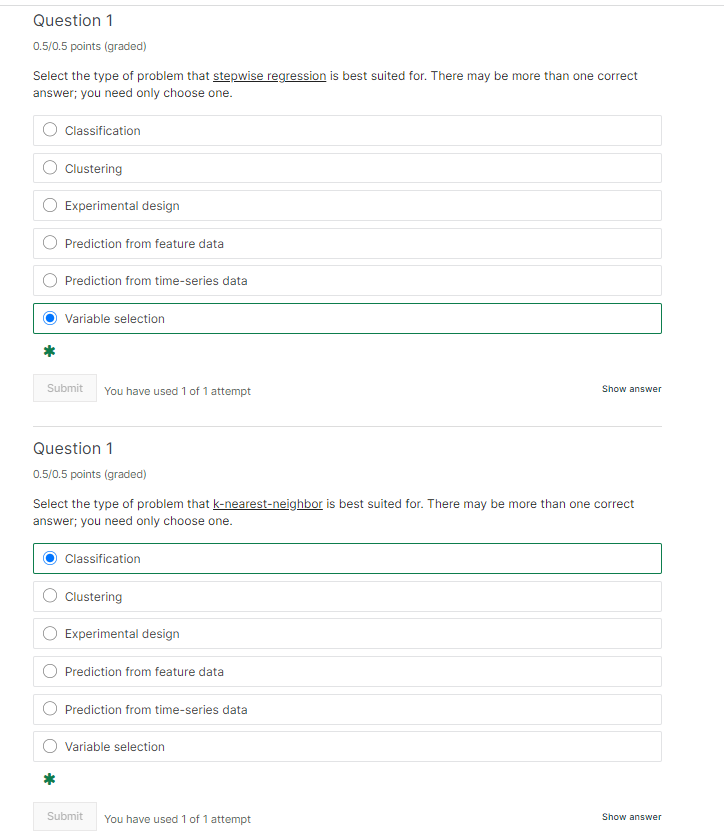 Question 1
0.5/0.5 points (graded)
Select the type of problem that stepwise regression is best suited for. There may be more than one correct
answer; you need only choose one.
Classification
Clustering
Experimental design
Prediction from feature data
Prediction from time-series data
Variable selection
✱
Submit You have used 1 of 1 attempt Show answer
Question 1
0.5/0.5 points (graded)
Select the type of problem that k-nearest-neighbor is best suited for. There may be more than one correct
answer; you need only choose one.
Classification
Clustering
Experimental design
Prediction from feature data
Prediction from time-series data
Variable selection
✱
Submit You have used 1 of 1 attempt Show answer